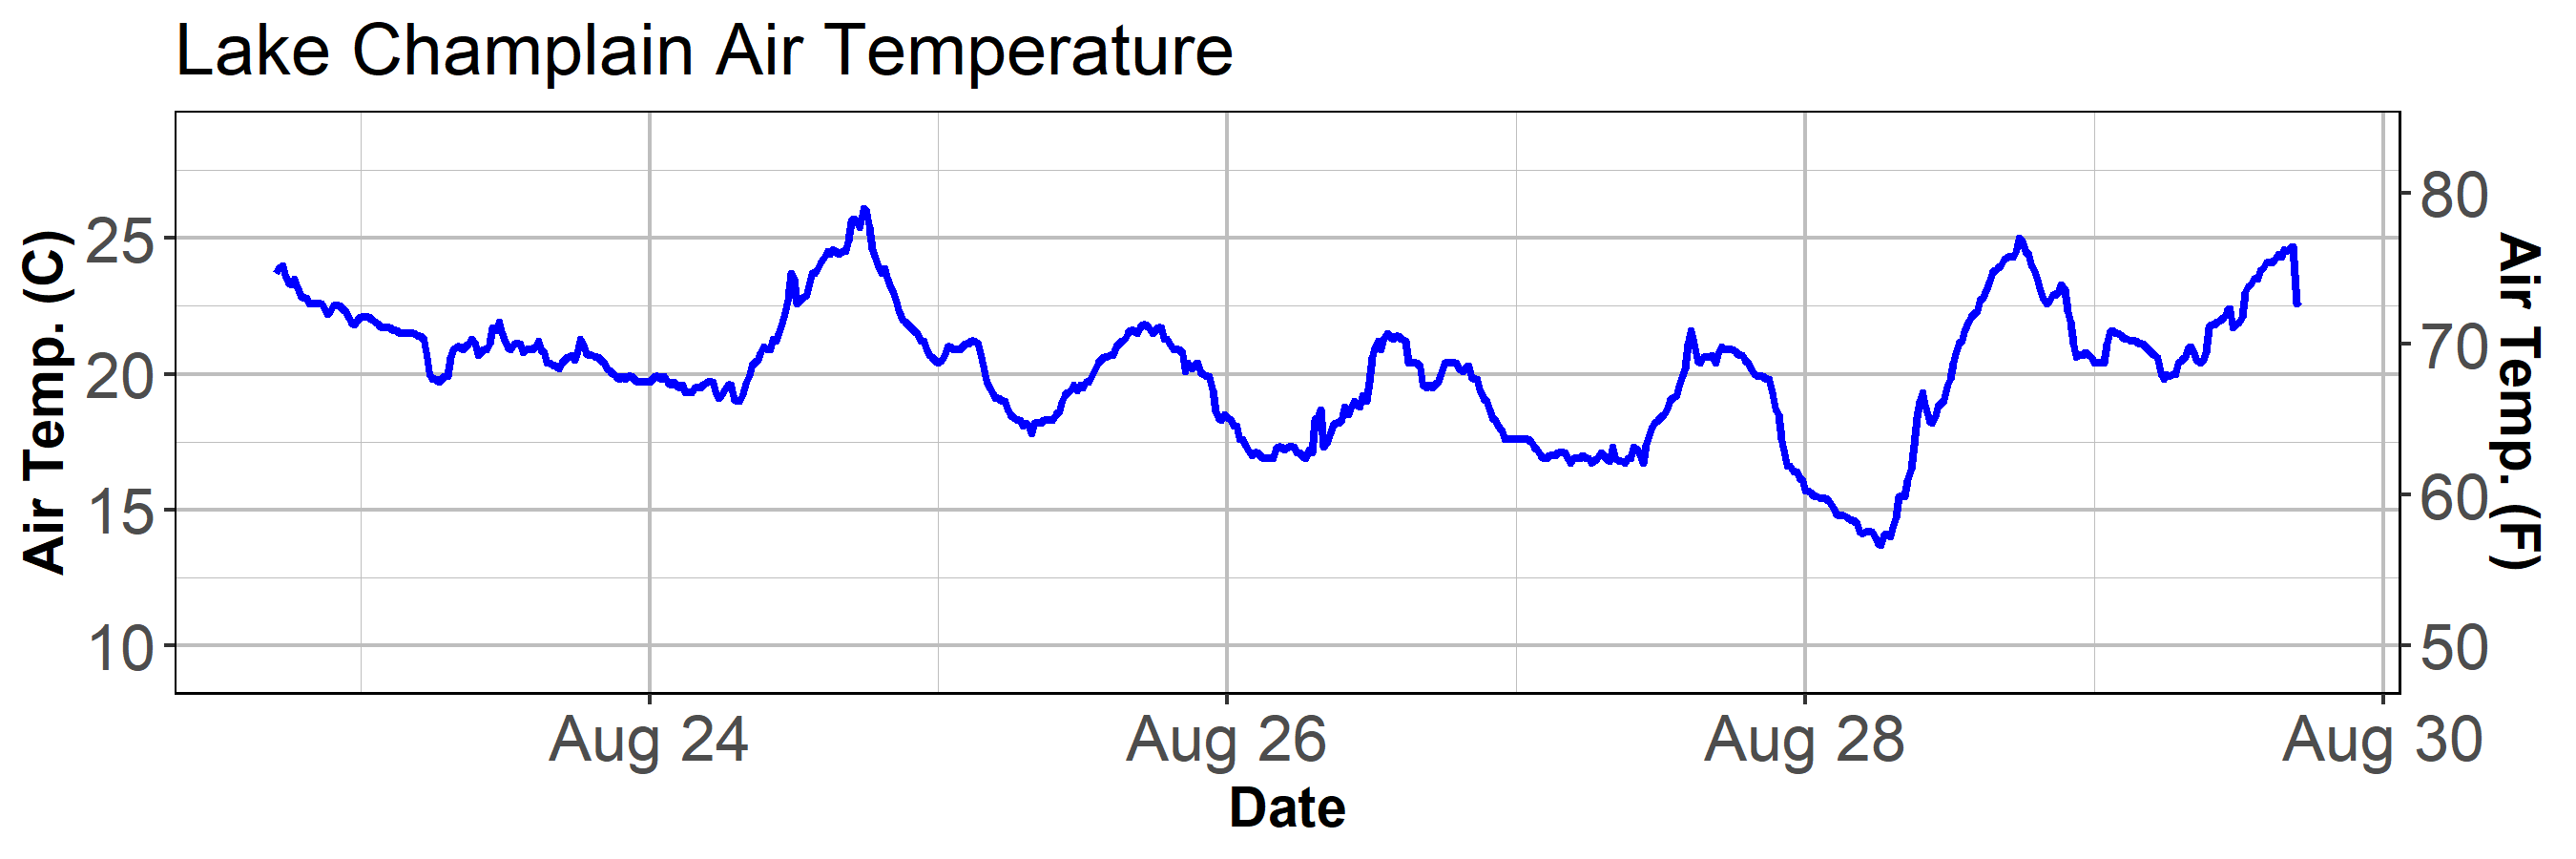 Lake Champlain Air Temperature
Air Temp. (C)
25
20
15
10
80
70
60
50
Air Temp. (F)
Aug 24
Aug 26
Aug 28
Aug 30
Date